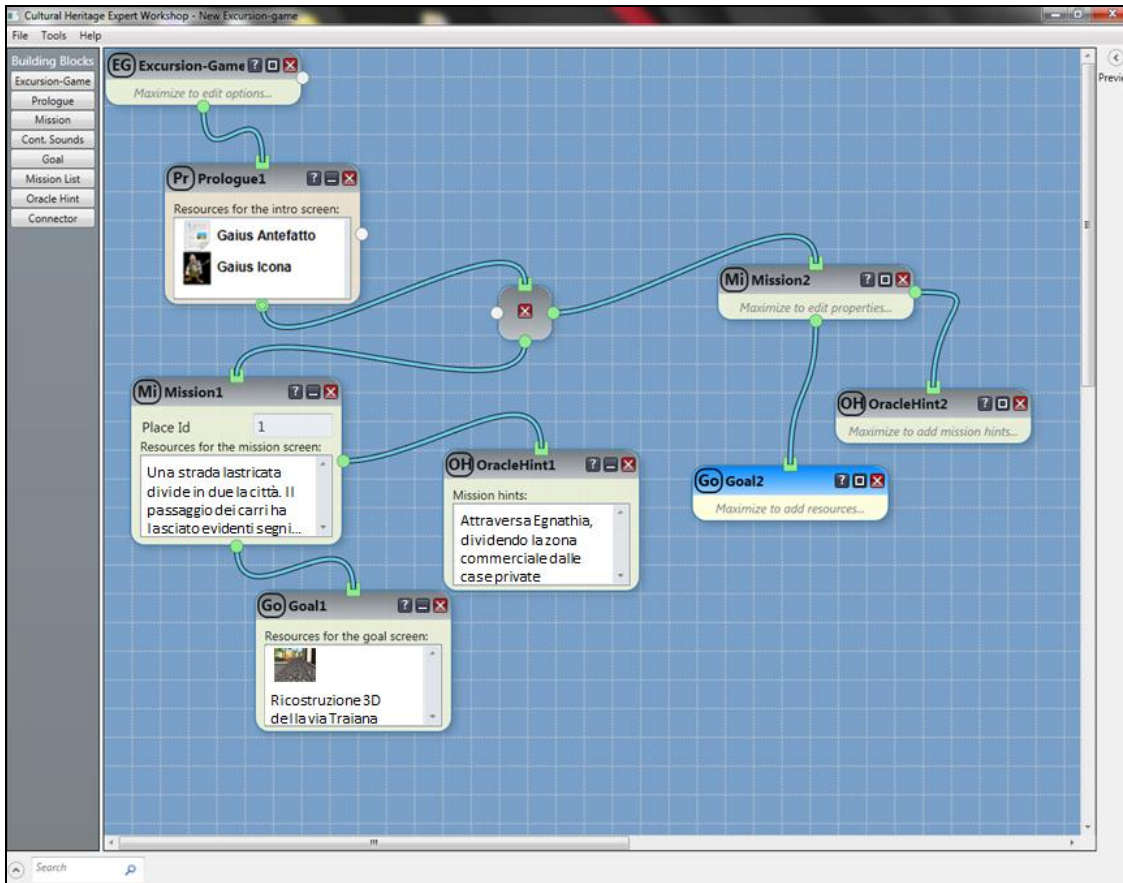 Cultural Heritage Expert Workshop - New Excursion-game
File Tools Help
Building Blocks
Excursion-Game
Prologue
Mission
Cont. Sounds
Goal
Mission List
Oracle Hint
Connector
Previe
EG Excursion-Game ?
Maximize to edit options...
Pr Prologue1 ?
Resources for the intro screen:
Gaius Antefatto
Gaius Icona
Mi Mission2 ?
Maximize to edit properties...
Mi Mission1 ?
Place Id 1
Resources for the mission screen:
Una strada lastricata
divide in due la città. Il
passaggio dei carri ha
lasciato evidenti segni...
OH OracleHint2 ?
Maximize to add mission hints...
OH OracleHint1 ?
Mission hints:
Attraversa Egnathia,
dividendo la zona
commerciale dalle
case private
Go Goal2 ?
Maximize to add resources...
Go Goal1 ?
Resources for the goal screen:
Ricostruzione 3D
della via Traiana
Search